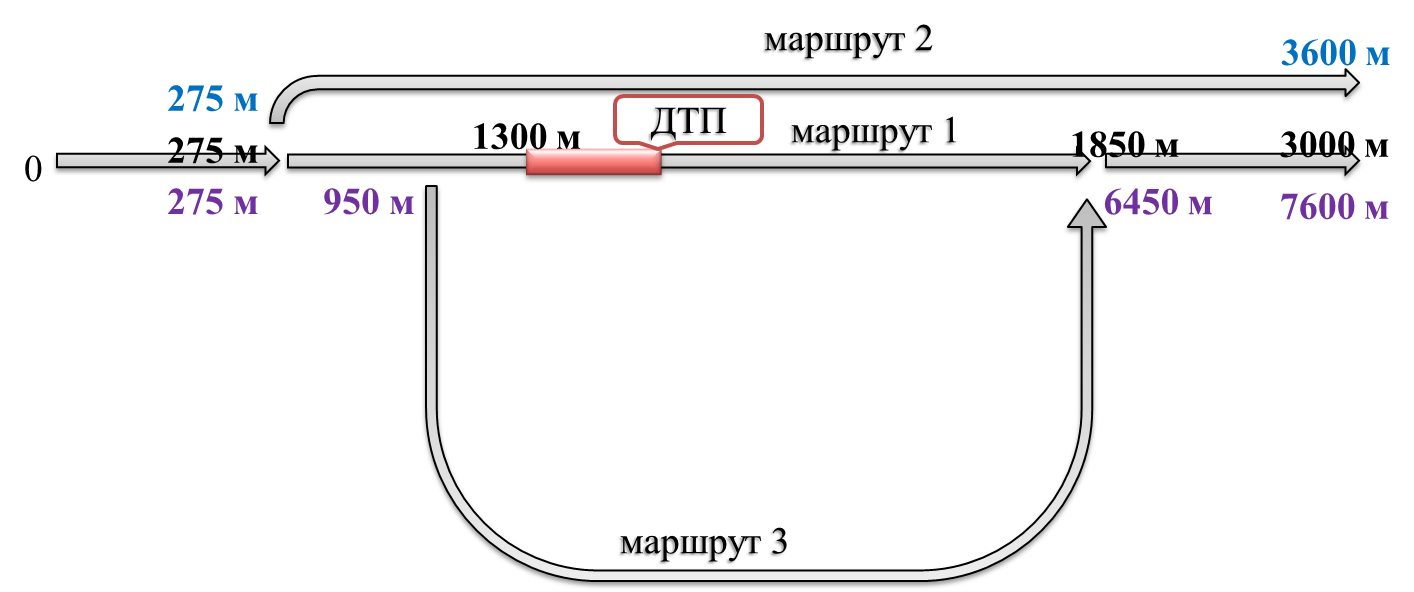 маршрут 2
3600 м
275 м
ДТП
1300 м
маршрут 1
1850 м
3000 м
275 м
0
275 м
950 м
6450 м
7600 м
маршрут 3